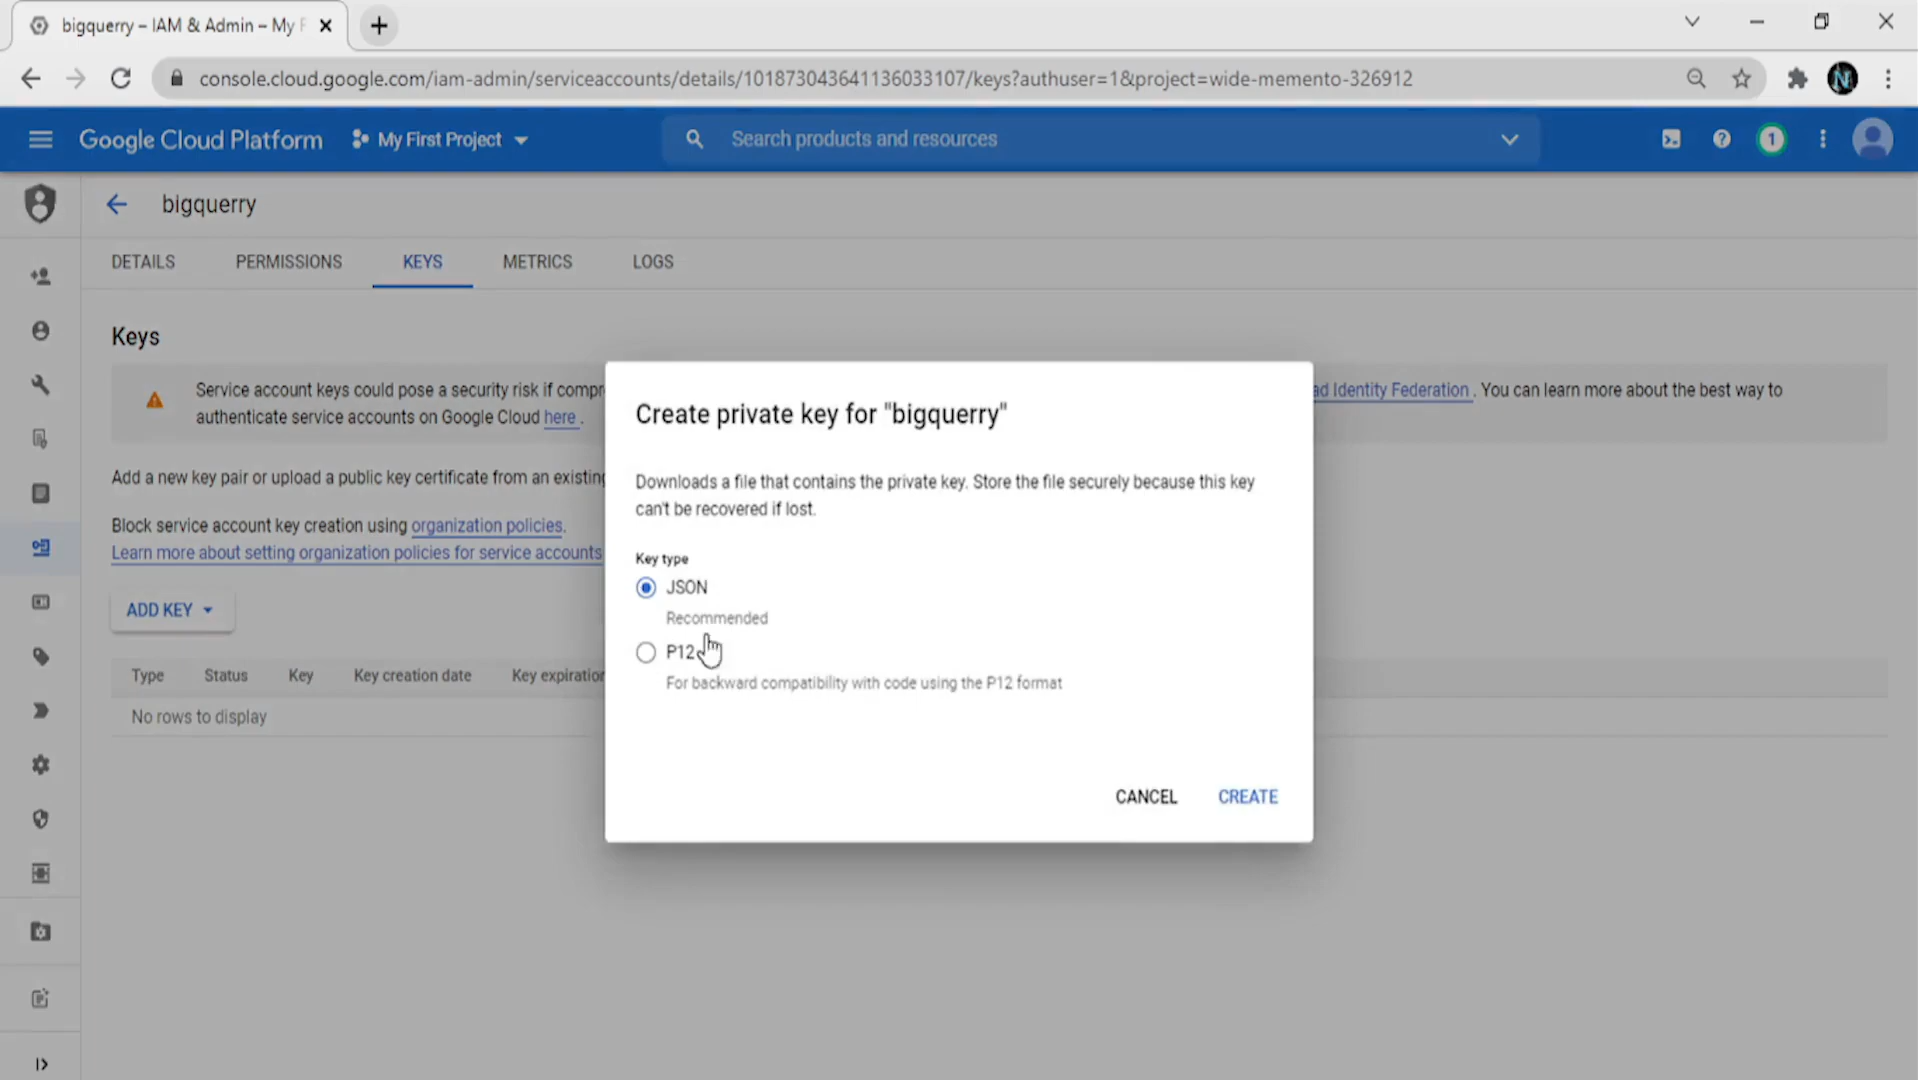 bigquerry – IAM & Admin – My F
console.cloud.google.com/iam-admin/serviceaccounts/details/101873043641136033107/keys?authuser=1&project=wide-memento-326912
N
Google Cloud Platform
My First Project
Search products and resources
1
bigquerry
DETAILS
PERMISSIONS
KEYS
METRICS
LOGS
Keys
Service account keys could pose a security risk if compr
ad Identity Federation . You can learn more about the best way to
authenticate service accounts on Google Cloud here .
Add a new key pair or upload a public key certificate from an existing
Block service account key creation using organization policies.
Learn more about setting organization policies for service accounts
ADD KEY
Type Status Key Key creation date Key expiration
No rows to display
Create private key for "bigquerry"
Downloads a file that contains the private key. Store the file securely because this key
can't be recovered if lost.
Key type
JSON
Recommended
P12
For backward compatibility with code using the P12 format
CANCEL
CREATE